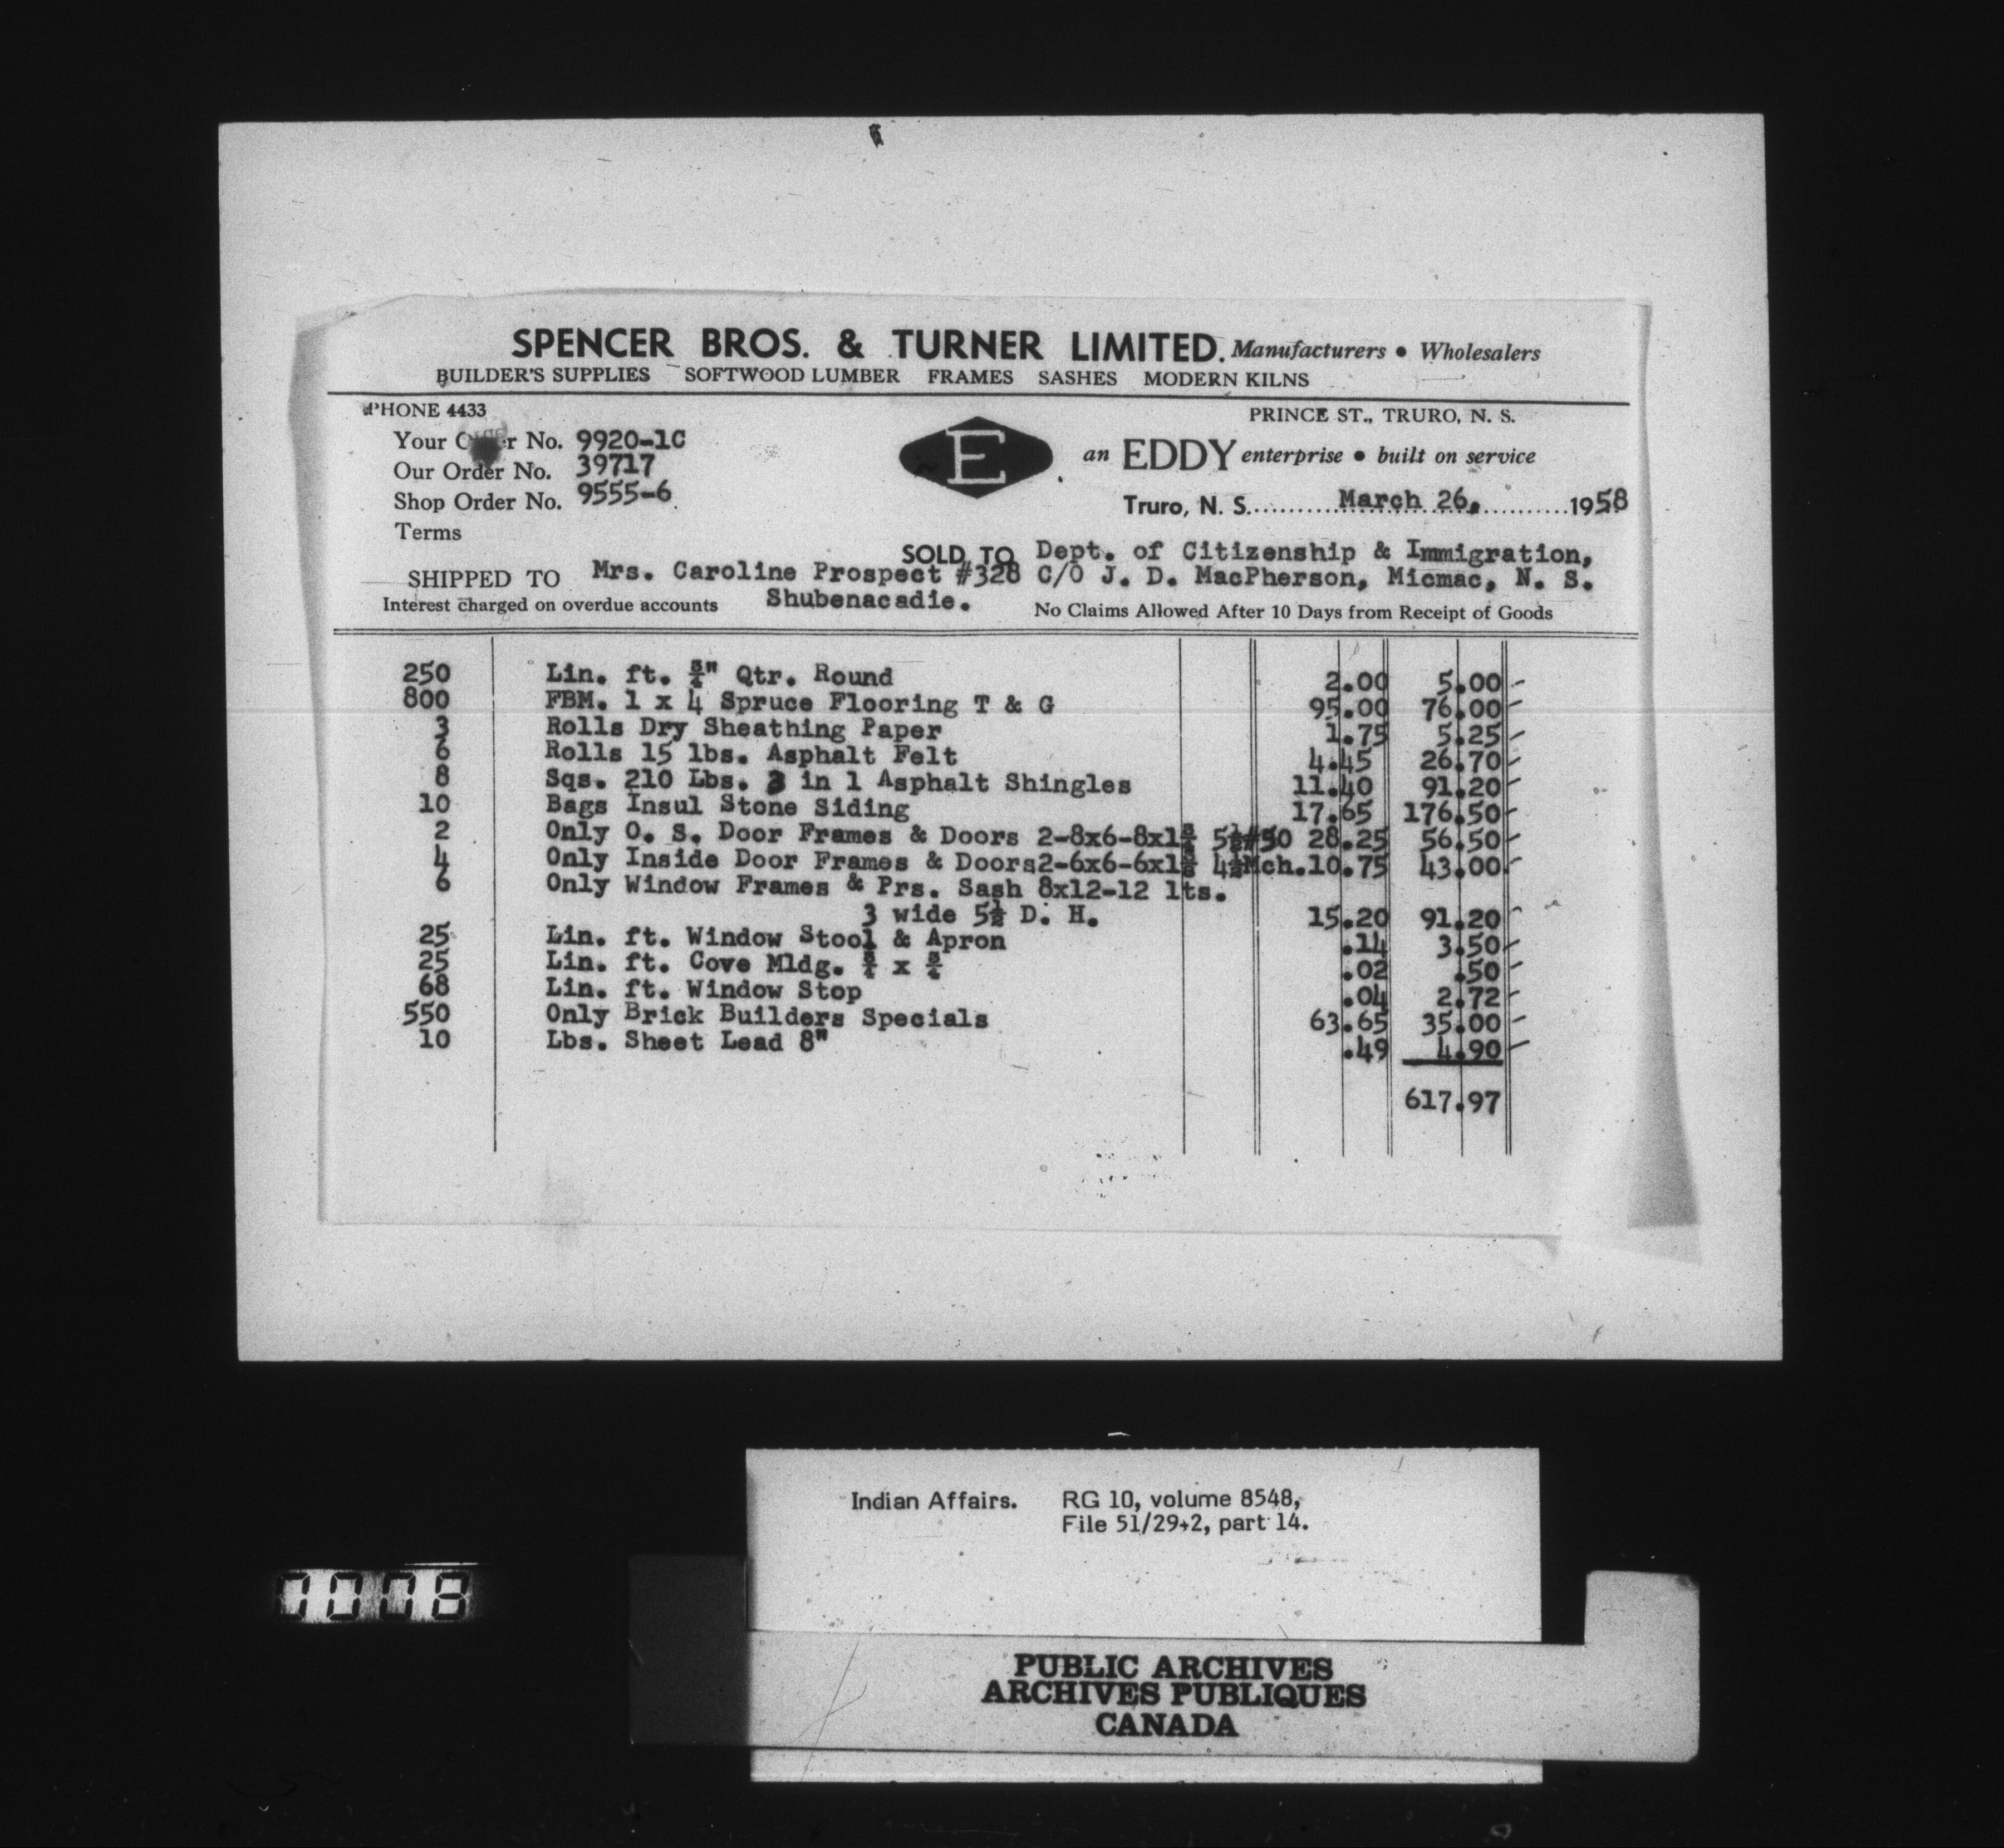 SPENCER BROS. & TURNER LIMITED. Manufacturers • Wholesalers
BUILDER'S SUPPLIES SOFTWOOD LUMBER FRAMES SASHES MODERN KILNS
PHONE 4433
PRINCE ST., TRURO, N. S.
Your Order No. 9920-1C
Our Order No. 39717
Shop Order No. 9555-6
Terms
E
an EDDY enterprise • built on service
Truro, N. S. March 26, 1958
SOLD TO Dept. of Citizenship & Immigration,
SHIPPED TO Mrs. Caroline Prospect #328 C/O J. D. MacPherson, Micmac, N. S.
Shubenacadie.
Interest charged on overdue accounts No Claims Allowed After 10 Days from Receipt of Goods
250 Lin. ft. ¾" Qtr. Round 2.00 5.00
800 FBM. 1 x 4 Spruce Flooring T & G 95.00 76.00
3 Rolls Dry Sheathing Paper 1.75 5.25
6 Rolls 15 lbs. Asphalt Felt 4.45 26.70
8 Sqs. 210 Lbs. 3 in 1 Asphalt Shingles 11.40 91.20
10 Bags Insul Stone Siding 17.65 176.50
2 Only O. S. Door Frames & Doors 2-8x6-8x1¾ 5½#50 28.25 56.50
4 Only Inside Door Frames & Doors2-6x6-6x1⅜ 4½Mch.10.75 43.00
6 Only Window Frames & Prs. Sash 8x12-12 lts.
3 wide 5½ D. H. 15.20 91.20
25 Lin. ft. Window Stool & Apron .14 3.50
25 Lin. ft. Cove Mldg. ¾ x ¾ .02 .50
68 Lin. ft. Window Stop .04 2.72
550 Only Brick Builders Specials 63.65 35.00
10 Lbs. Sheet Lead 8" .49 4.90
617.97
Indian Affairs. RG 10, volume 8548,
File 51/29-2, part 14.
PUBLIC ARCHIVES
ARCHIVES PUBLIQUES
CANADA